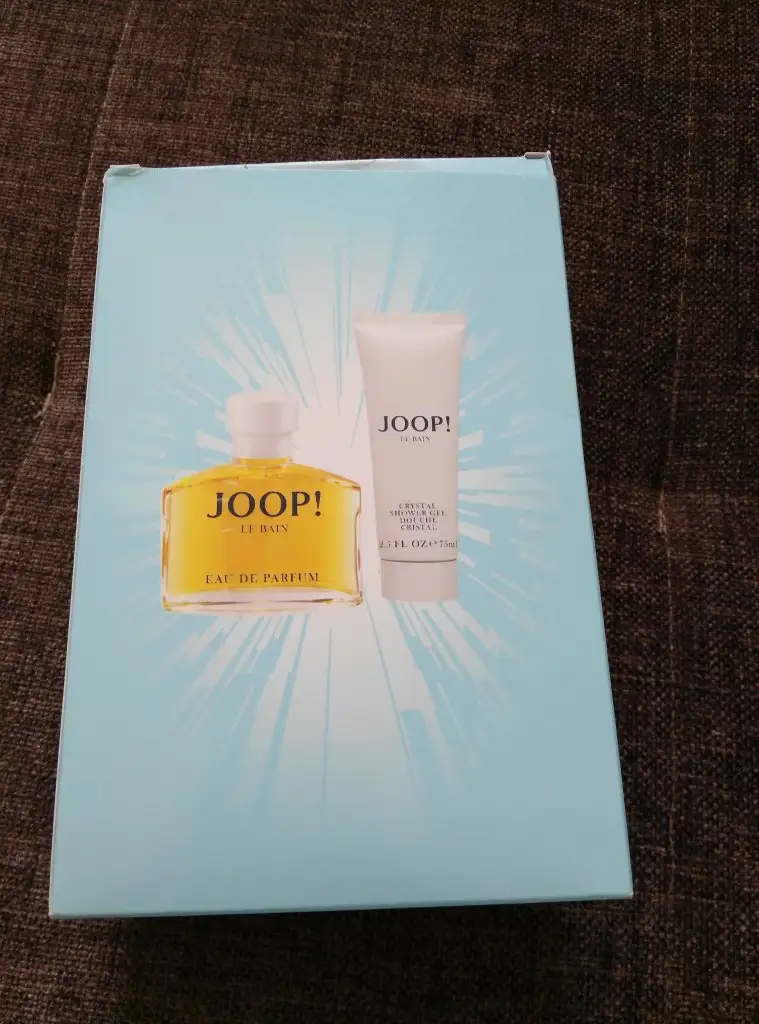 JOOP!
LE BAIN
EAU DE PARFUM
JOOP!
LE BAIN
CRYSTAL
SHOWER GEL
DOUCHE
CRISTAL
2.5 FL. OZ ℮ 75ml